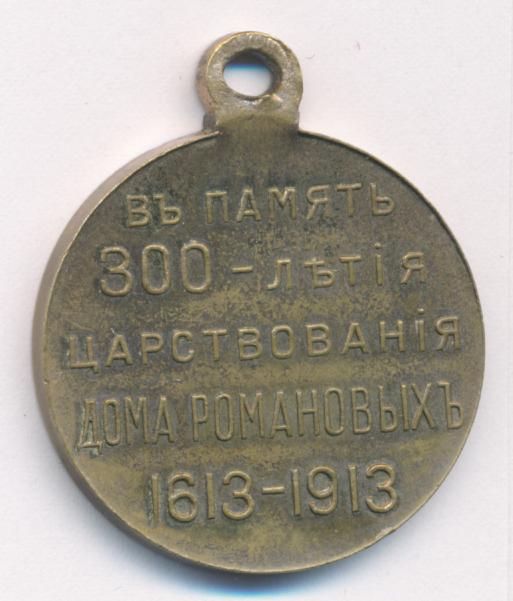 ВЪ ПАМЯТЬ
300-ЛѢТІЯ
ЦАРСТВОВАНІЯ
ДОМА РОМАНОВЫХЪ
1613-1913